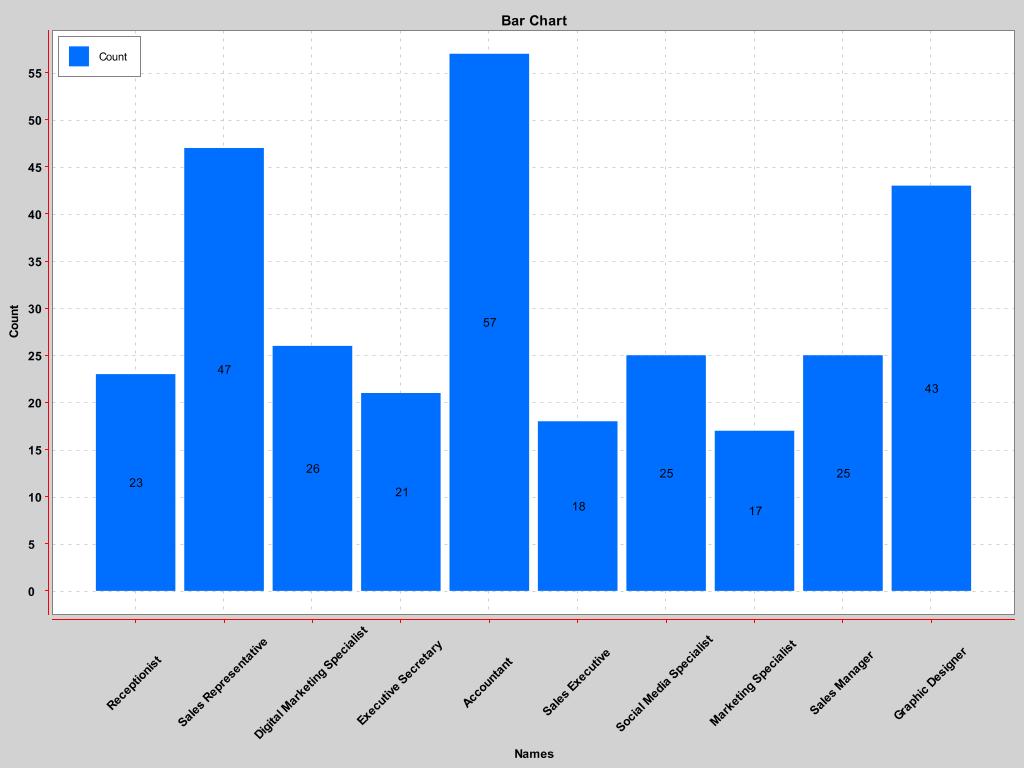 Bar Chart
Count
55
50
45
40
35
30
25
20
15
10
5
0
Count
23
47
26
21
57
18
25
17
25
43
Receptionist
Sales Representative
Digital Marketing Specialist
Executive Secretary
Accountant
Sales Executive
Social Media Specialist
Marketing Specialist
Sales Manager
Graphic Designer
Names